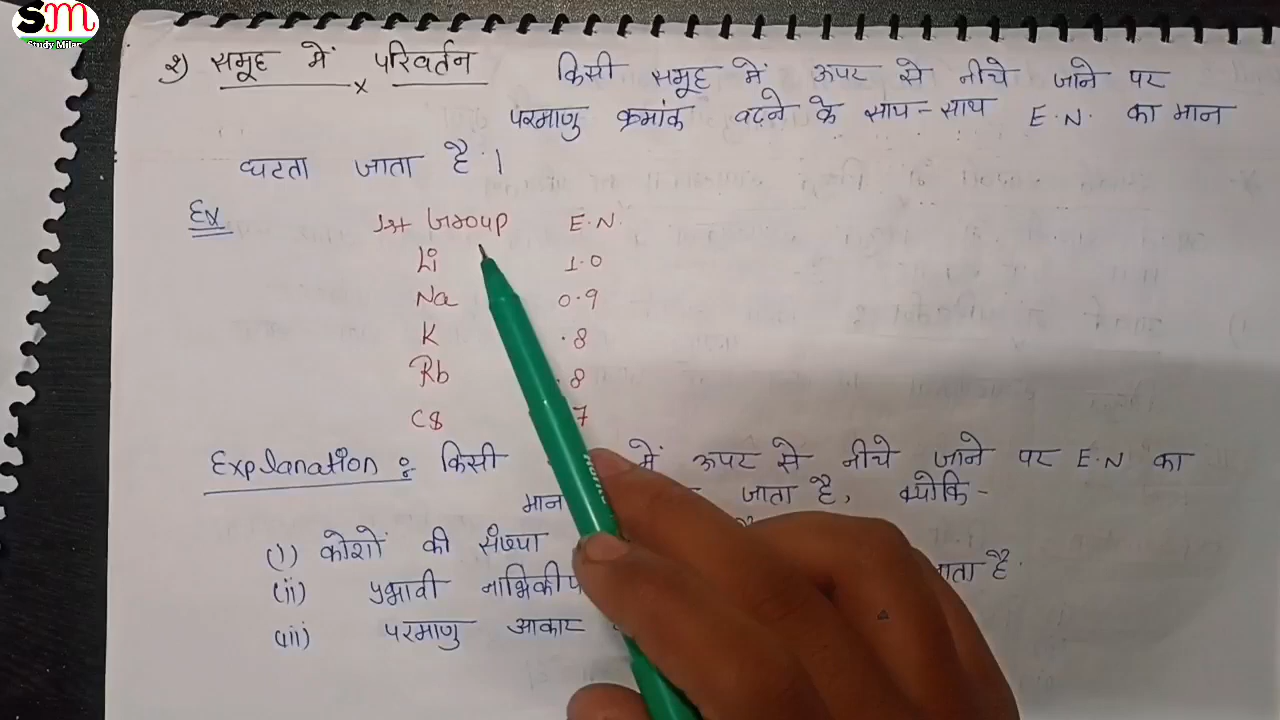 SM
Study Milan
२) समूह में × परिवर्तन किसी समूह में ऊपर से नीचे जाने पर
परमाणु क्रमांक बढ़ने के साथ-साथ E.N. का मान
घटता जाता है।
Ex
1st Group E.N.
Li 1.0
Na 0.9
K .8
Rb .8
Cs 7
Explanation: किसी में ऊपर से नीचे जाने पर E.N का
मान जाता है, क्योकि-
(i) कोशों की संख्या
(ii) प्रभावी जाता है.
(iii) परमाणु आकार